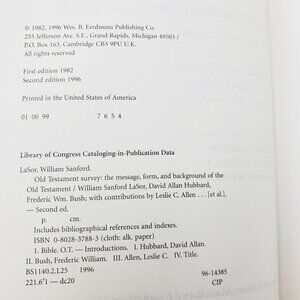 © 1982, 1996 Wm. B. Eerdmans Publishing Co.
255 Jefferson Ave. S.E., Grand Rapids, Michigan 49503 /
P.O. Box 163, Cambridge CB3 9PU U.K.
All rights reserved
First edition 1982
Second edition 1996
Printed in the United States of America
01 00 99 7 6 5 4
Library of Congress Cataloging-in-Publication Data
LaSor, William Sanford.
Old Testament survey: the message, form, and background of the
Old Testament / William Sanford LaSor, David Allan Hubbard,
Frederic Wm. Bush; with contributions by Leslie C. Allen . . . [et al.].
— Second ed.
p. cm.
Includes bibliographical references and indexes.
ISBN 0-8028-3788-3 (cloth: alk. paper)
1. Bible. O.T. — Introductions. I. Hubbard, David Allan.
II. Bush, Frederic William. III. Allen, Leslie C. IV. Title.
BS1140.2.L25 1996
221.6'1 — dc20 96-14385
CIP